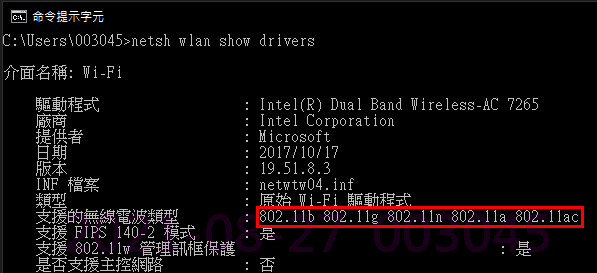 命令提示字元
C:\Users\003045>netsh wlan show drivers
介面名稱: Wi-Fi
驅動程式 : Intel(R) Dual Band Wireless-AC 7265
廠商 : Intel Corporation
提供者 : Microsoft
日期 : 2017/10/17
版本 : 19.51.8.3
INF 檔案 : netwtw04.inf
類型 : 原始 Wi-Fi 驅動程式
支援的無線電波類型 : 802.11b 802.11g 802.11n 802.11a 802.11ac
支援 FIPS 140-2 模式 : 是
支援 802.11w 管理訊框保護 : 是
是否支援主控網路 : 否
003045